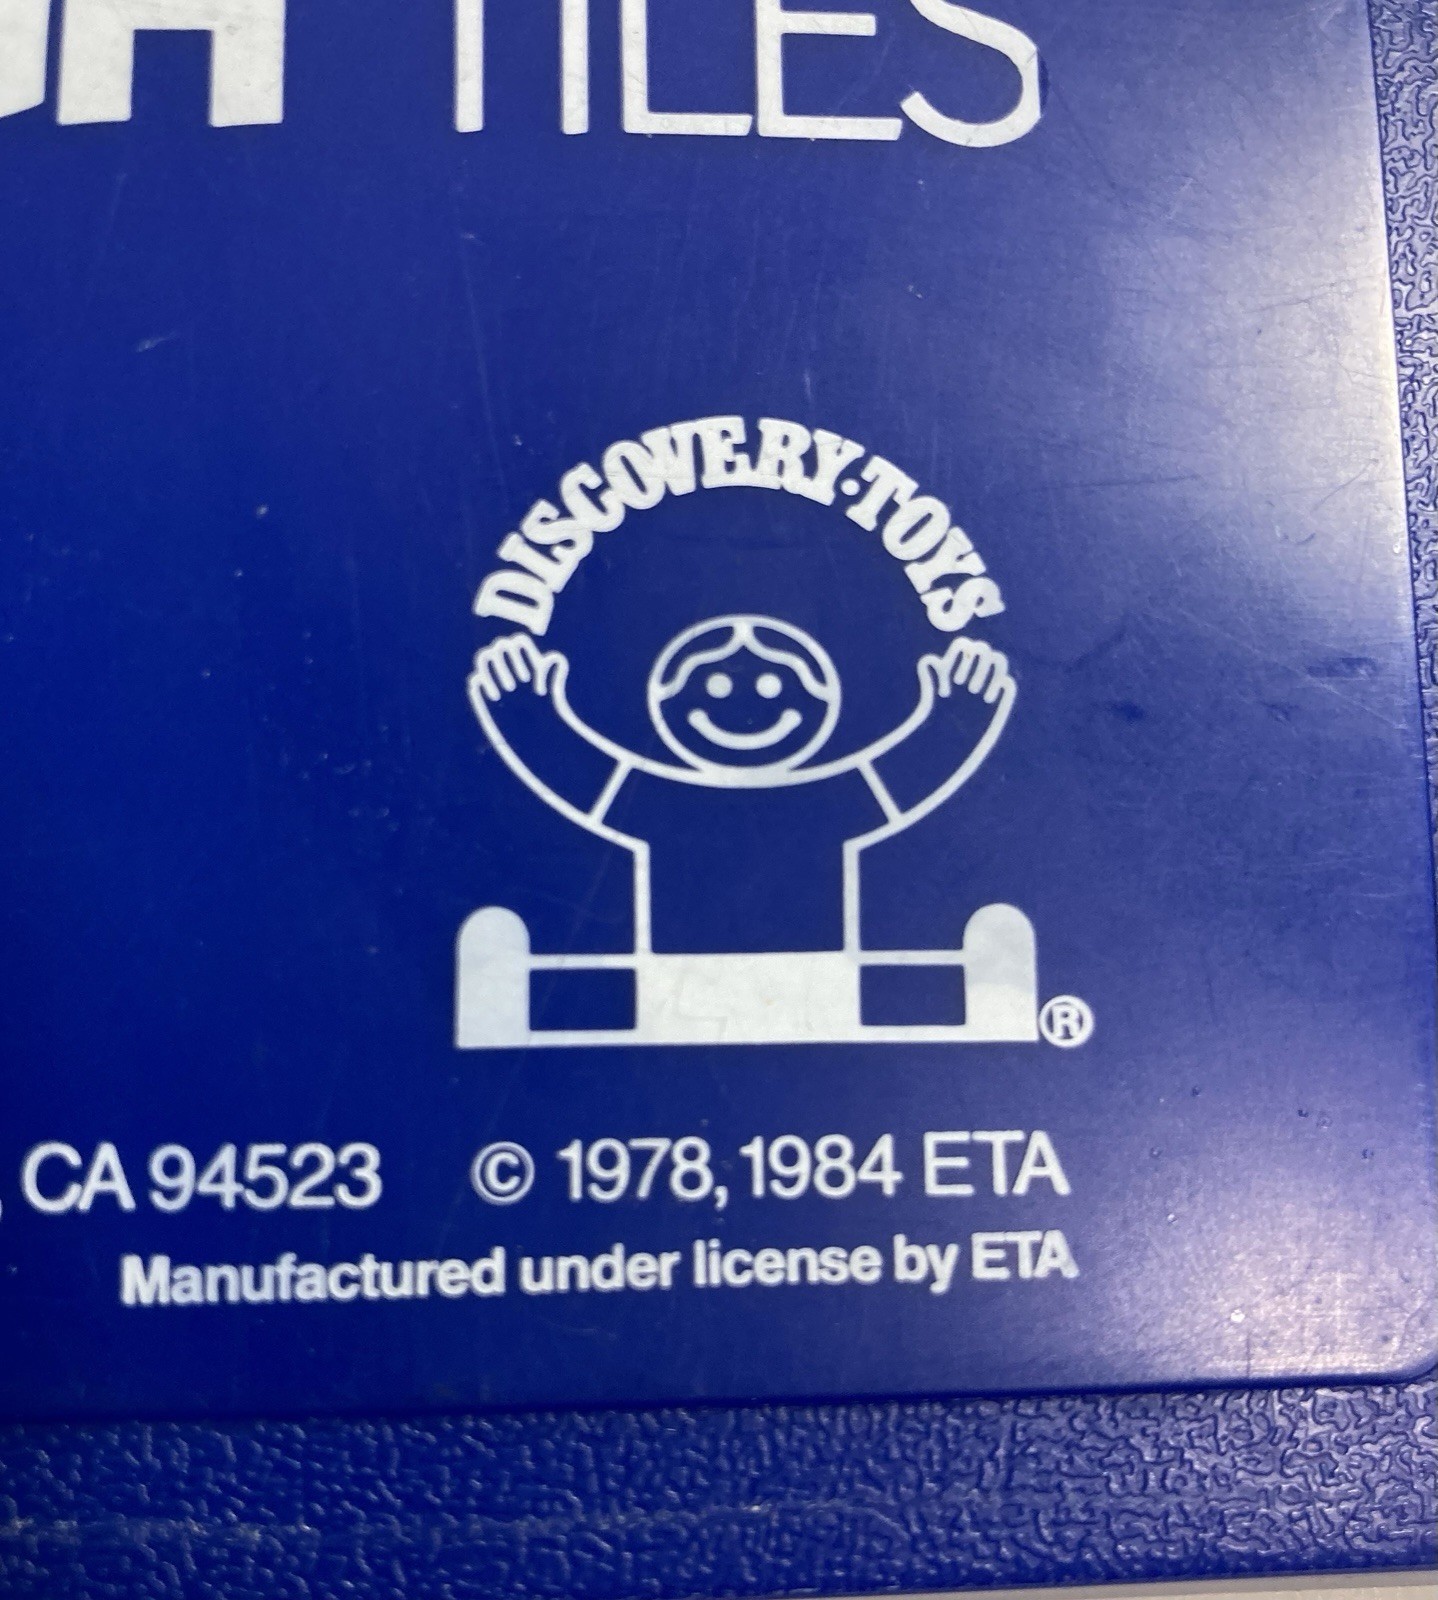 TILES
DISCOVERY·TOYS
®
, CA 94523 © 1978, 1984 ETA
Manufactured under license by ETA